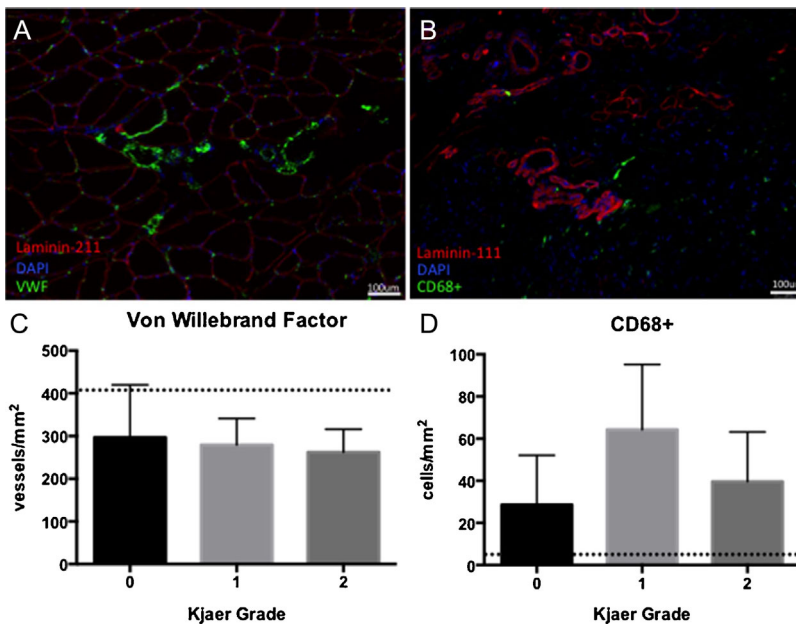 A
Laminin-211
DAPI
VWF
100um
B
Laminin-111
DAPI
CD68+
100um
C
Von Willebrand Factor
500
400
300
200
100
0
vessels/mm2
0 1 2
Kjaer Grade
D
CD68+
100
80
60
40
20
0
cells/mm2
0 1 2
Kjaer Grade